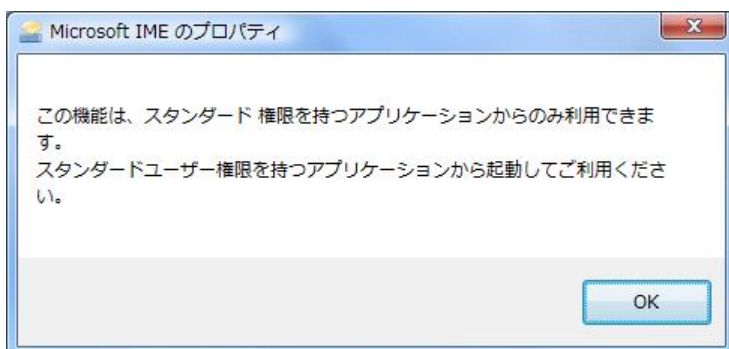 Microsoft IME のプロパティ
この機能は、スタンダード 権限を持つアプリケーションからのみ利用できま
す。
スタンダードユーザー権限を持つアプリケーションから起動してご利用くださ
い。
OK